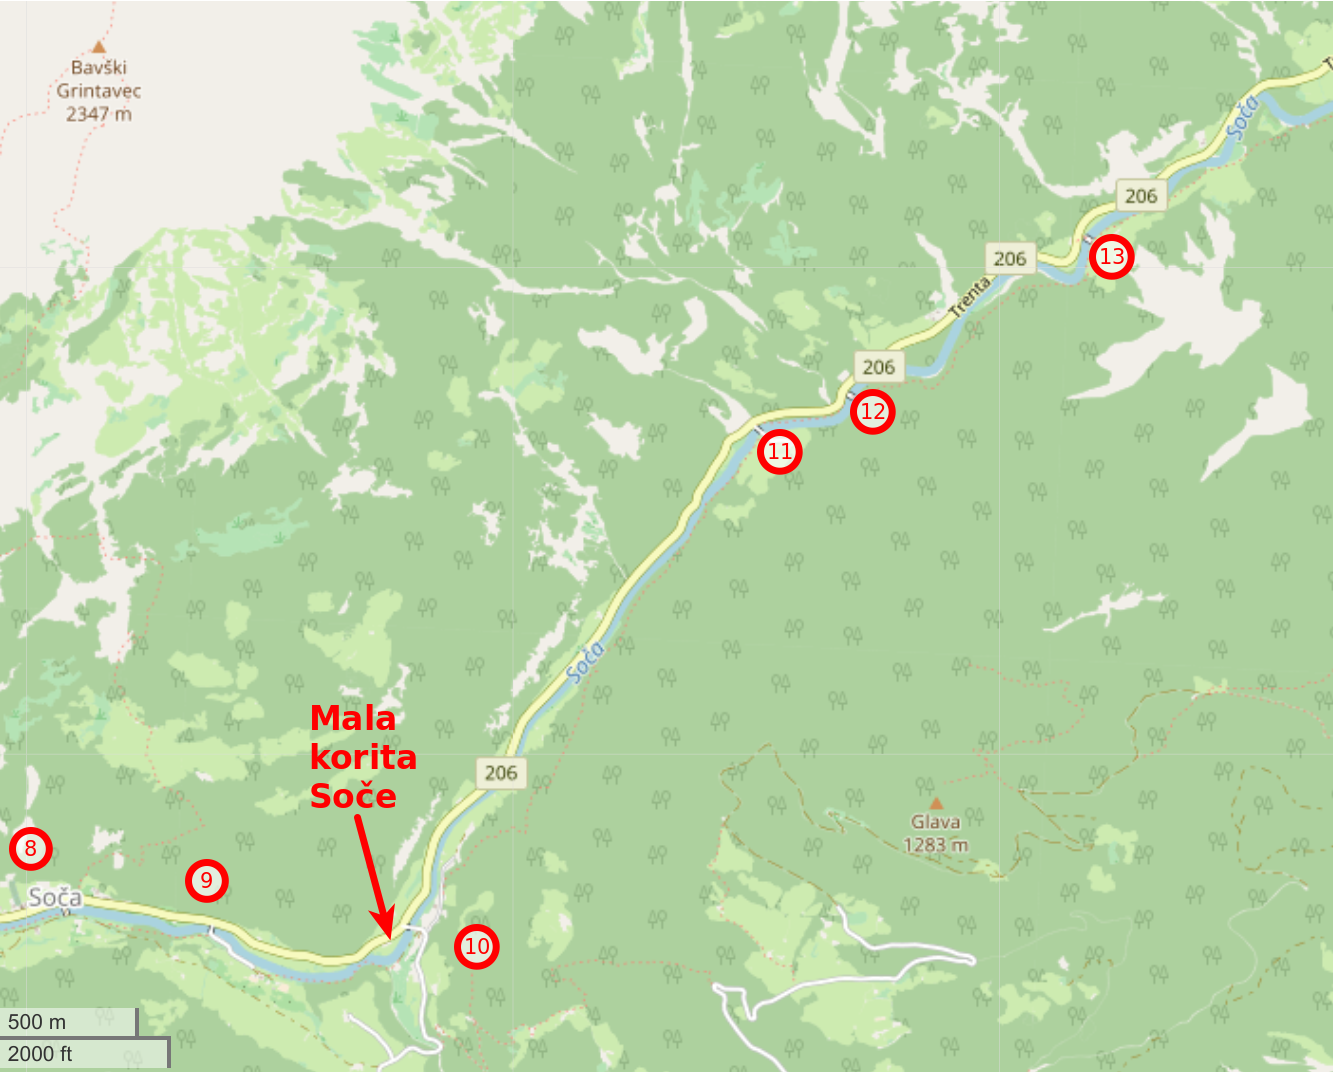 Bavški
Grintavec
2347 m
Soča
206
13
206
Trenta
206
12
11
Soča
Mala
korita
Soče
206
Glava
1283 m
8
9
Soča
10
500 m
2000 ft